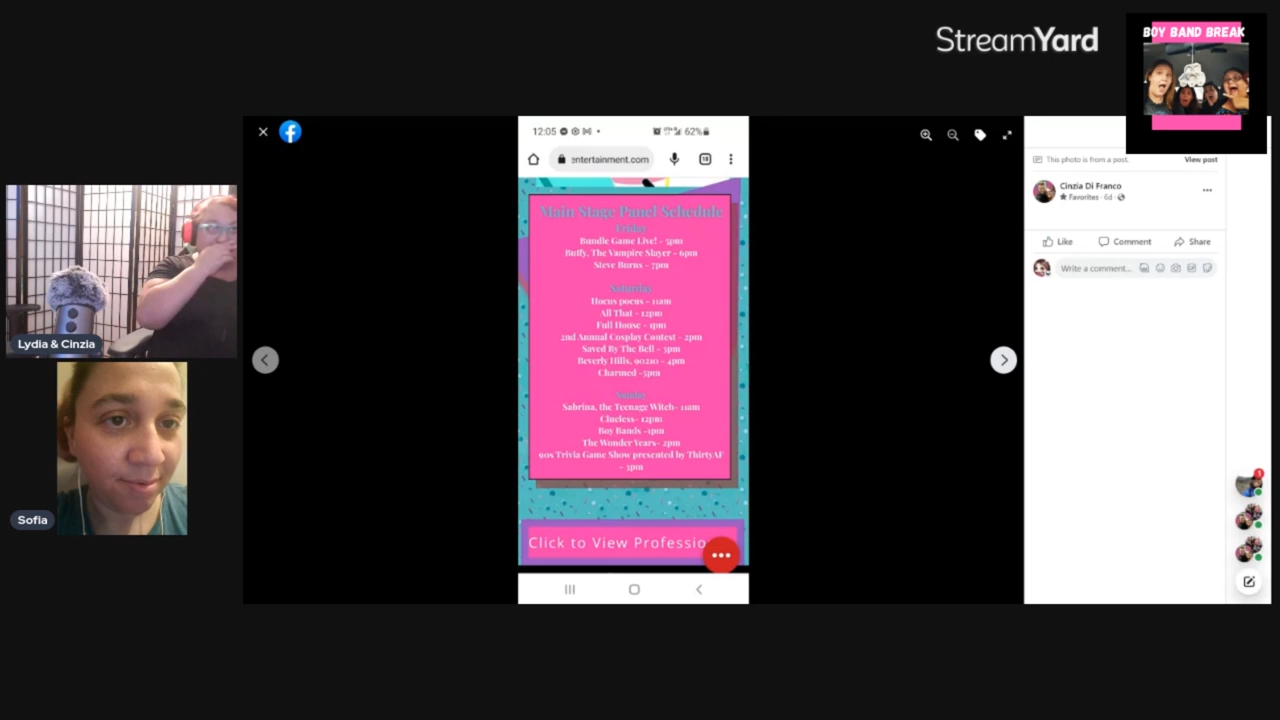 StreamYard
BOY BAND BREAK
12:05
62%
entertainment.com
18
Main Stage Panel Schedule
Friday
Bundle Game Live! - 5pm
Buffy, The Vampire Slayer - 6pm
Steve Burns - 7pm
Saturday
Hocus pocus - 11am
All That - 12pm
Full House - 1pm
2nd Annual Cosplay Contest - 2pm
Saved By The Bell - 3pm
Beverly Hills, 90210 - 4pm
Charmed -5pm
Sunday
Sabrina, the Teenage Witch- 11am
Clueless- 12pm
Boy Bands -1pm
The Wonder Years- 2pm
90s Trivia Game Show presented by ThirtyAF
- 3pm
Click to View Professio
This photo is from a post.
View post
Cinzia Di Franco
Favorites · 6d ·
Like
Comment
Share
Write a comment...
1
Lydia & Cinzia
Sofia